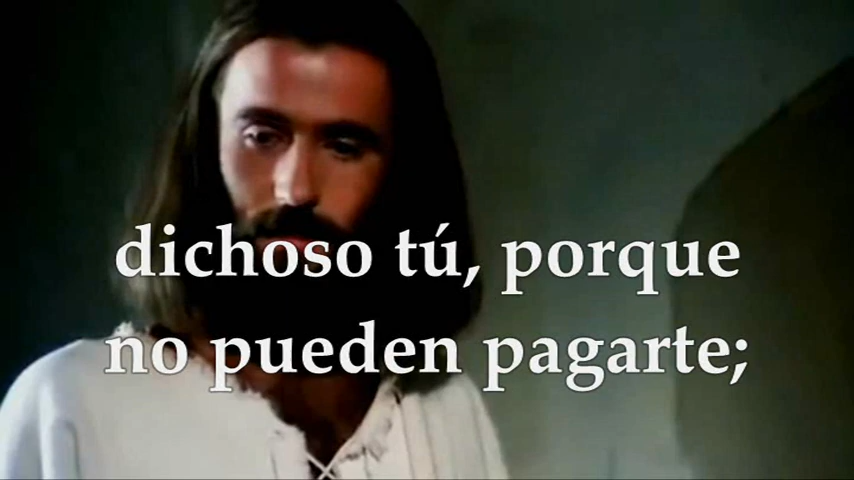 dichoso tú, porque
no pueden pagarte;